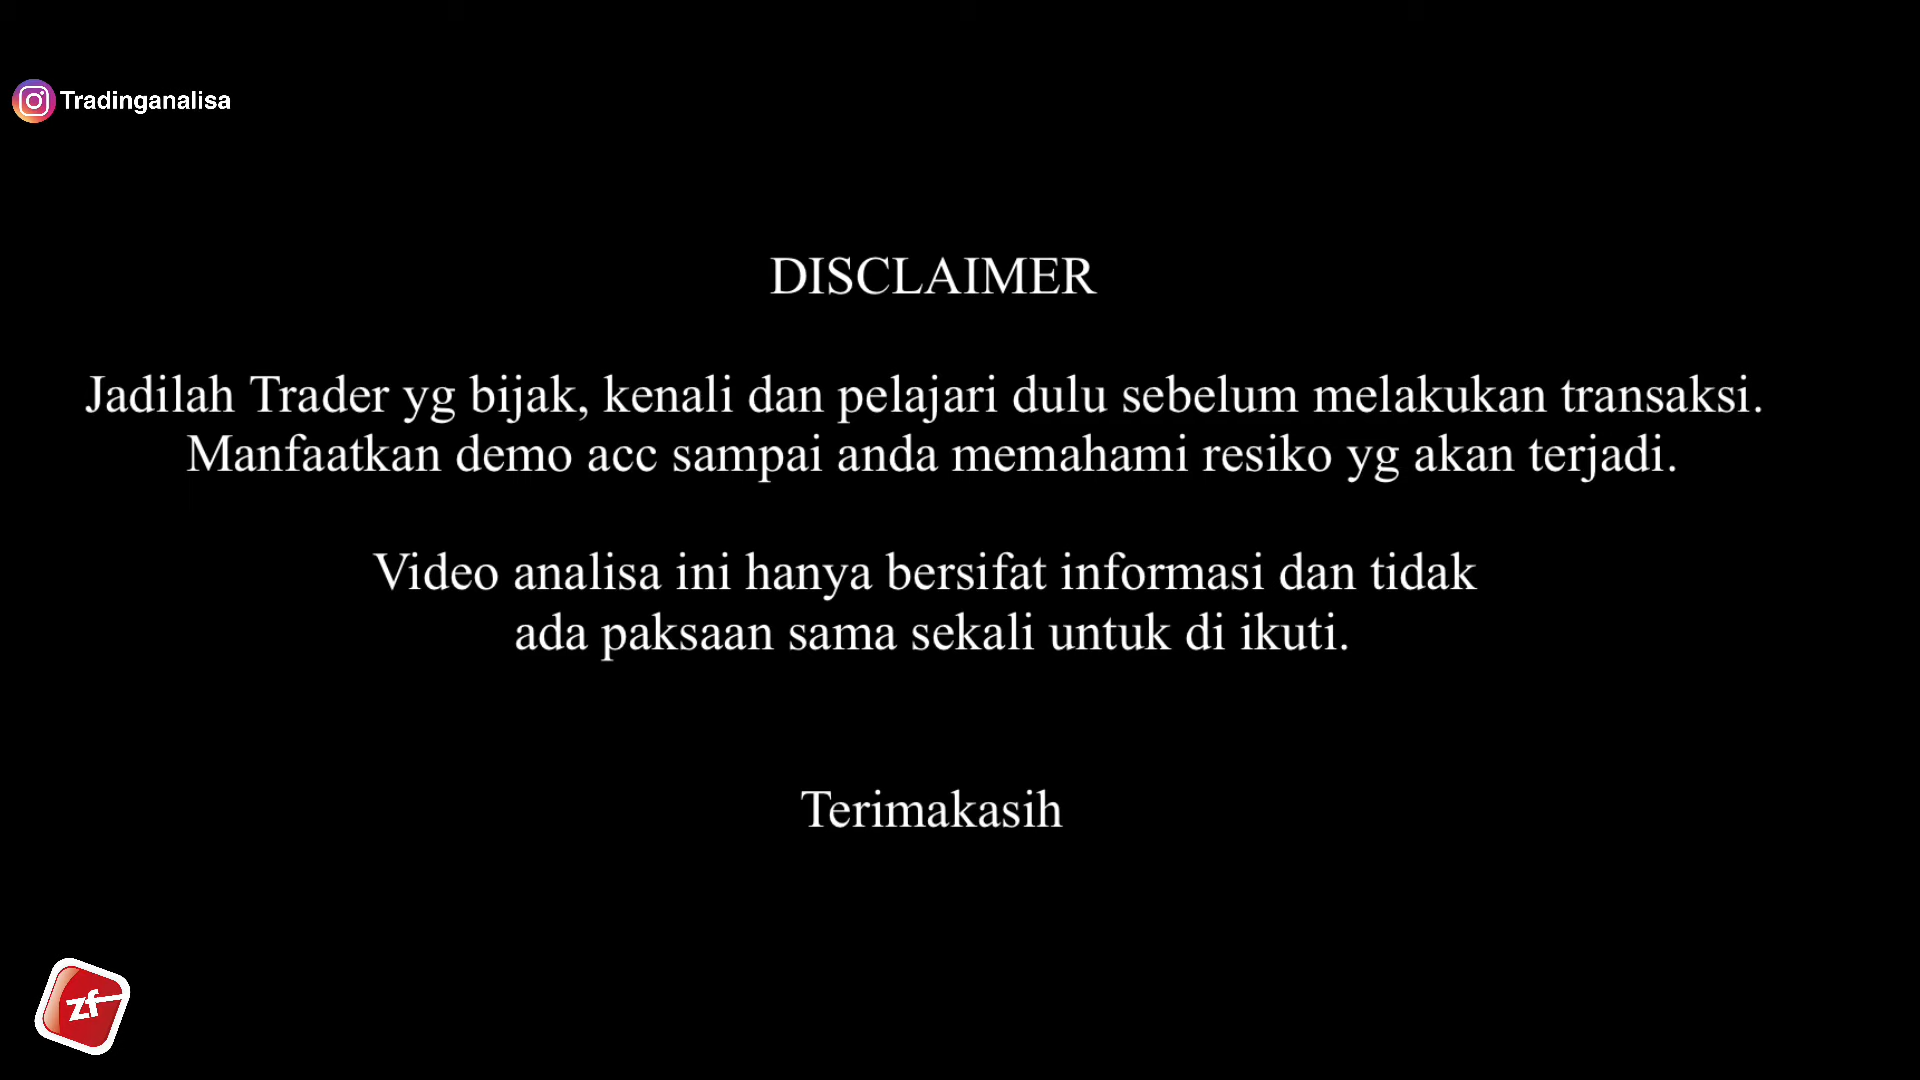 Tradinganalisa
DISCLAIMER
Jadilah Trader yg bijak, kenali dan pelajari dulu sebelum melakukan transaksi.
Manfaatkan demo acc sampai anda memahami resiko yg akan terjadi.
Video analisa ini hanya bersifat informasi dan tidak
ada paksaan sama sekali untuk di ikuti.
Terimakasih
zf